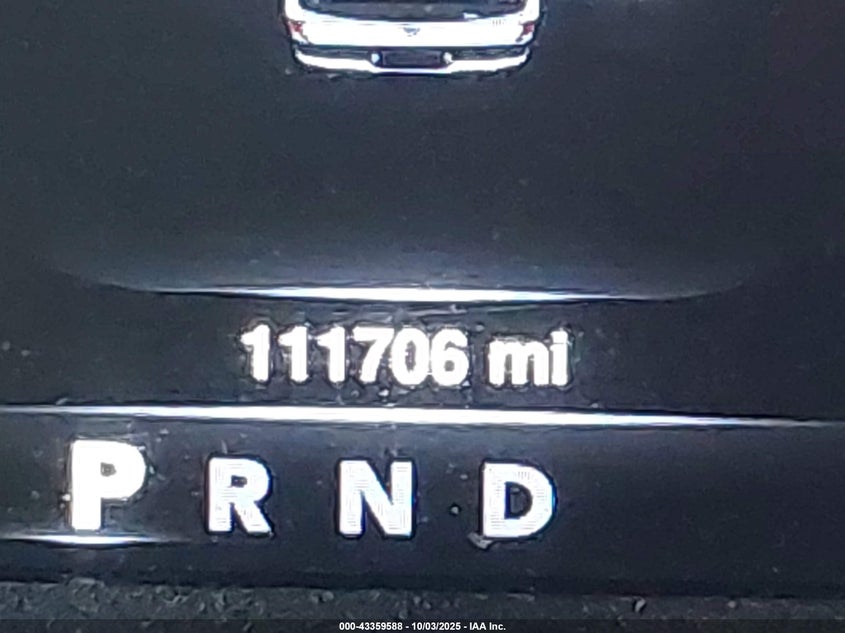 111706 mi
P R N D
000-43359588 - 10/03/2025 - IAA Inc.